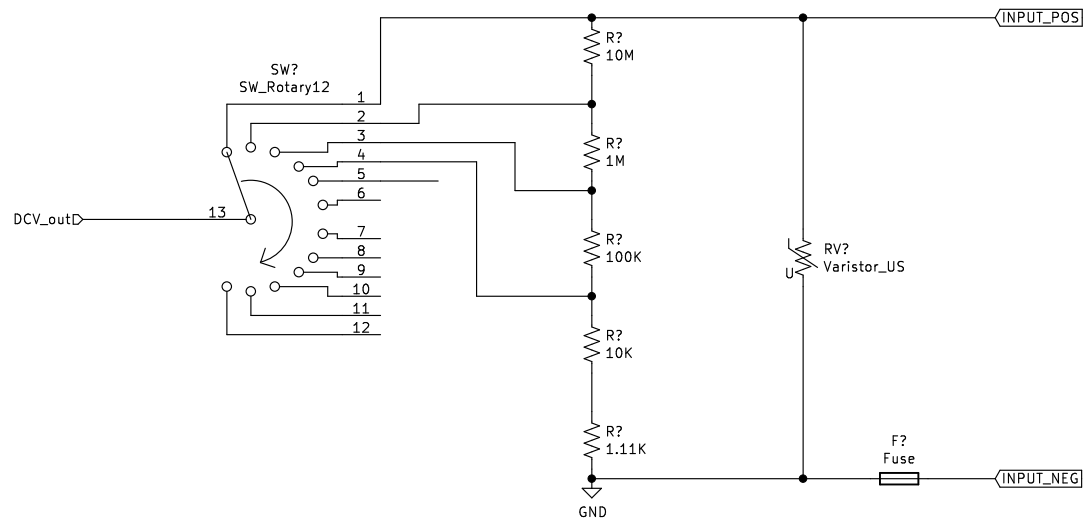 INPUT_POS
R?
10M
SW?
SW_Rotary12
1
2
3
R?
1M
4
5
6
DCV_out
13
7
R?
100K
RV?
Varistor_US
U
8
9
10
11
12
R?
10K
R?
1.11K
F?
Fuse
INPUT_NEG
GND